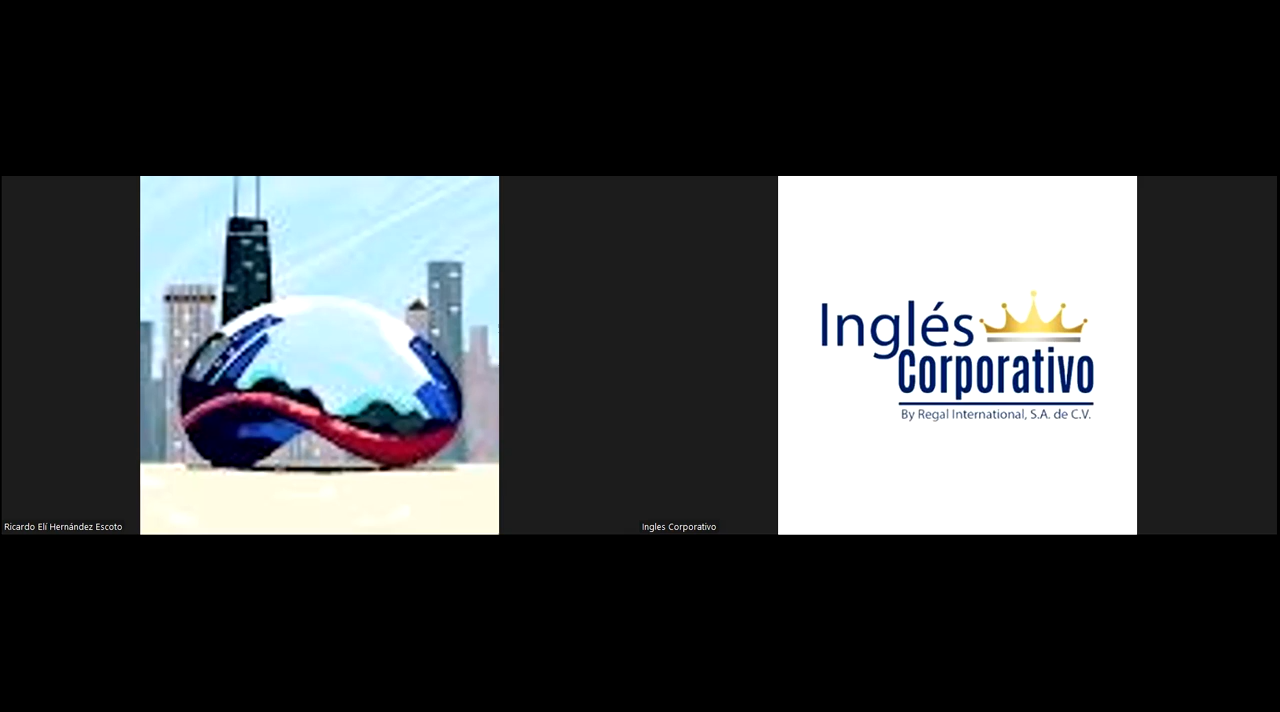 Inglés
Corporativo
By Regal International, S.A. de C.V.
Ricardo Elí Hernández Escoto
Ingles Corporativo